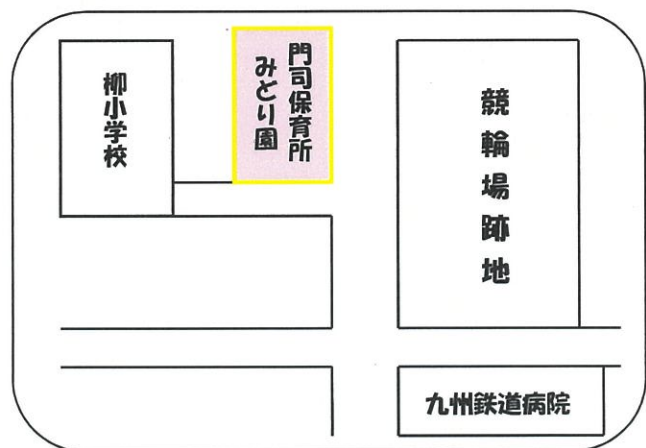 柳小学校
門司保育所
みどり園
競輪場跡地
九州鉄道病院